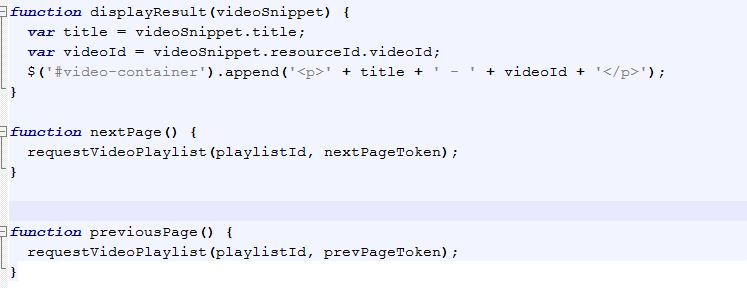 function displayResult(videoSnippet) {
  var title = videoSnippet.title;
  var videoId = videoSnippet.resourceId.videoId;
  $('#video-container').append('<p>' + title + ' - ' + videoId + '</p>');
}

function nextPage() {
  requestVideoPlaylist(playlistId, nextPageToken);
}

function previousPage() {
  requestVideoPlaylist(playlistId, prevPageToken);
}